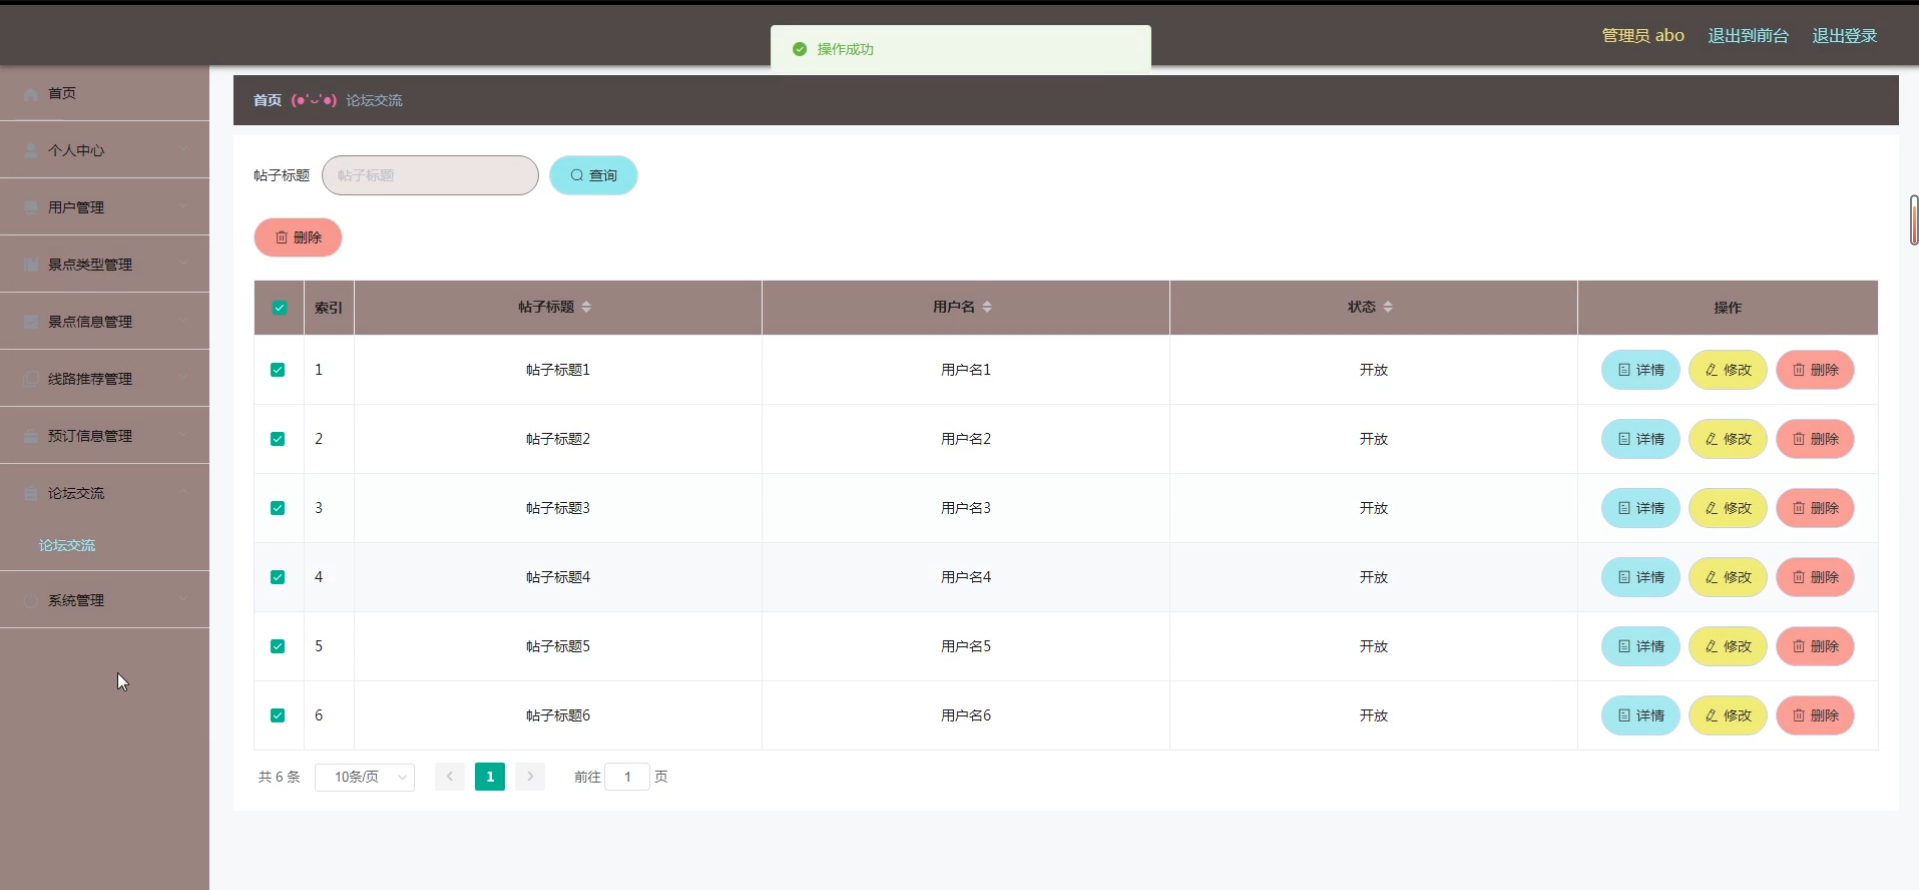 操作成功
管理员 abo 退出到前台 退出登录
首页
个人中心
用户管理
景点类型管理
景点信息管理
线路推荐管理
预订信息管理
论坛交流
论坛交流
系统管理
首页 (●'◡'●) 论坛交流
帖子标题 帖子标题 查询
删除
索引 帖子标题 用户名 状态 操作
1 帖子标题1 用户名1 开放 详情 修改 删除
2 帖子标题2 用户名2 开放 详情 修改 删除
3 帖子标题3 用户名3 开放 详情 修改 删除
4 帖子标题4 用户名4 开放 详情 修改 删除
5 帖子标题5 用户名5 开放 详情 修改 删除
6 帖子标题6 用户名6 开放 详情 修改 删除
共 6 条 10条/页 1 前往 1 页